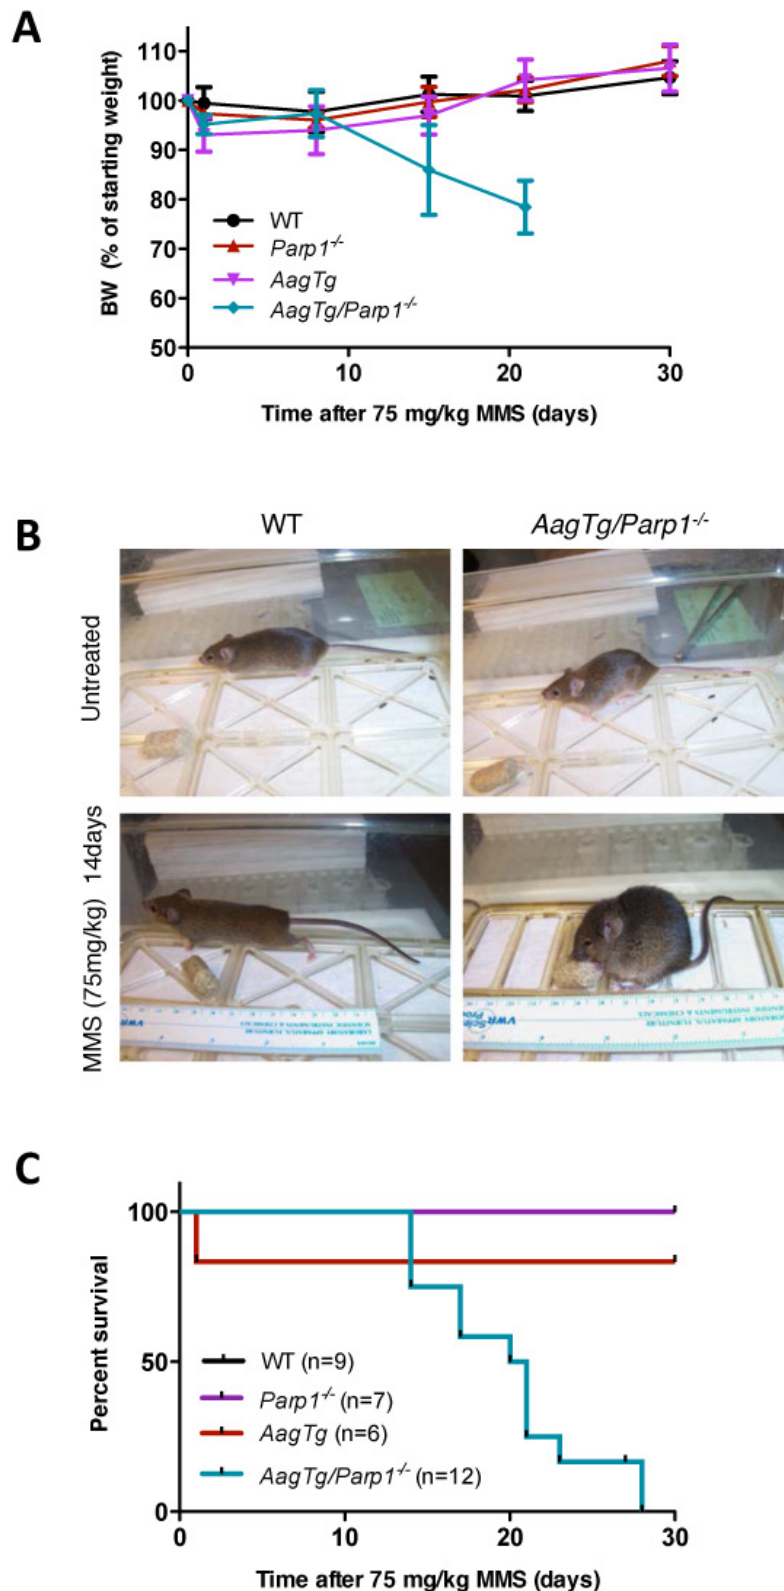 A
110
100
90
80
70
60
50
BW (% of starting weight)
WT
Parp1-/-
AagTg
AagTg/Parp1-/-
0 10 20 30
Time after 75 mg/kg MMS (days)
B
WT AagTg/Parp1-/-
Untreated
MMS (75mg/kg) 14days
VWR
VWR
C
100
50
0
Percent survival
WT (n=9)
Parp1-/- (n=7)
AagTg (n=6)
AagTg/Parp1-/- (n=12)
0 10 20 30
Time after 75 mg/kg MMS (days)